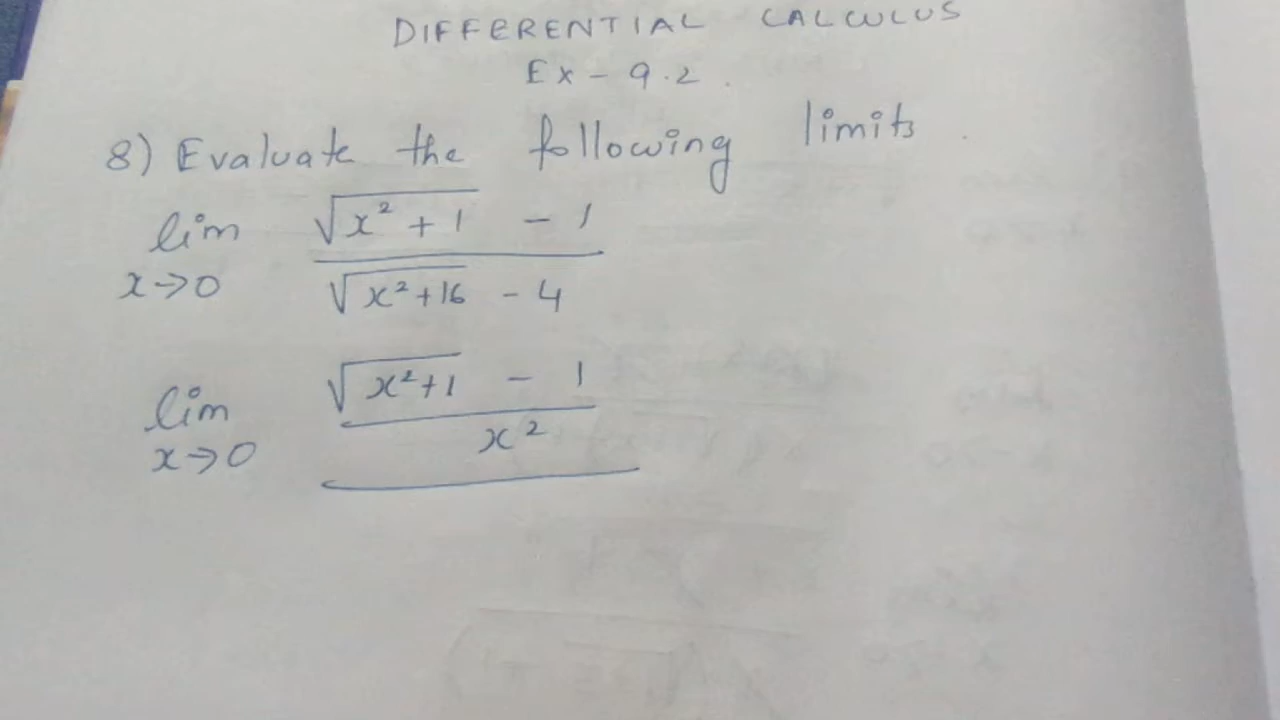 DIFFERENTIAL CALCULUS
Ex - 9.2.
8) Evaluate the following limits.
lim x→0 (√(x²+1) - 1) / (√(x²+16) - 4)
lim x→0 (√(x²+1) - 1) / x²